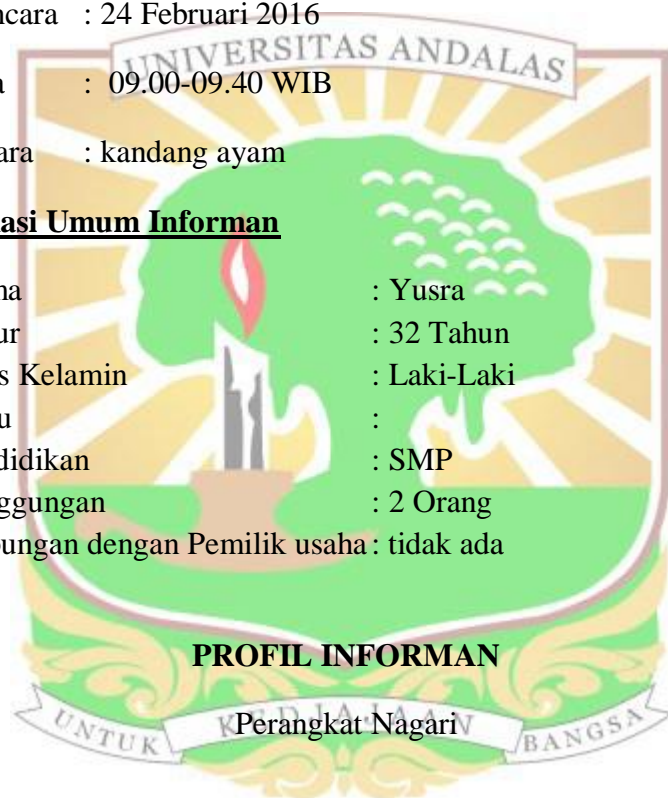 ncara : 24 Februari 2016
UNIVERSITAS ANDALAS
a : 09.00-09.40 WIB
ara : kandang ayam
asi Umum Informan
na : Yusra
ur : 32 Tahun
s Kelamin : Laki-Laki
u :
didikan : SMP
ggungan : 2 Orang
ungan dengan Pemilik usaha : tidak ada
PROFIL INFORMAN
Perangkat Nagari
UNTUK KEDJAJAAN BANGSA